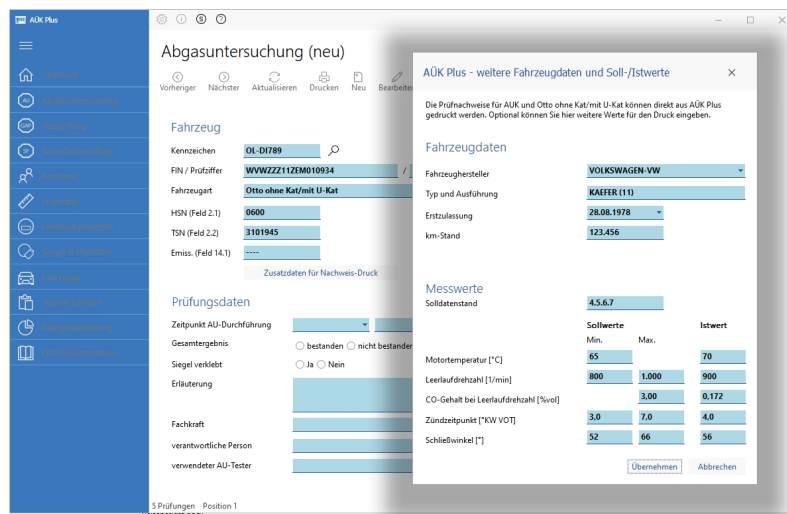 AÜK Plus
Abgasuntersuchung (neu)
Vorheriger Nächster Aktualisieren Drucken Neu Bearbeiten
Fahrzeug
Kennzeichen OL-DI789
FIN / Prüfziffer WVWZZZ11ZEM010934 /
Fahrzeugart Otto ohne Kat/mit U-Kat
HSN (Feld 2.1) 0600
TSN (Feld 2.2) 3101945
Emiss. (Feld 14.1) ----
Zusatzdaten für Nachweis-Druck
Prüfungsdaten
Zeitpunkt AU-Durchführung
Gesamtergebnis bestanden nicht bestanden
Siegel verklebt Ja Nein
Erläuterung
Fachkraft
verantwortliche Person
verwendeter AU-Tester
5 Prüfungen Position 1
AÜK Plus - weitere Fahrzeugdaten und Soll-/Istwerte
Die Prüfnachweise für AUK und Otto ohne Kat/mit U-Kat können direkt aus AÜK Plus
gedruckt werden. Optional können Sie hier weitere Werte für den Druck eingeben.
Fahrzeugdaten
Fahrzeughersteller VOLKSWAGEN-VW
Typ und Ausführung KAEFER (11)
Erstzulassung 28.08.1978
km-Stand 123.456
Messwerte
Solldatenstand 4.5.6.7
Sollwerte Istwert
Min. Max.
Motortemperatur [°C] 65 70
Leerlaufdrehzahl [1/min] 800 1.000 900
CO-Gehalt bei Leerlaufdrehzahl [%vol] 3,00 0,172
Zündzeitpunkt [°KW VOT] 3,0 7,0 4,0
Schließwinkel [°] 52 66 56
Übernehmen Abbrechen